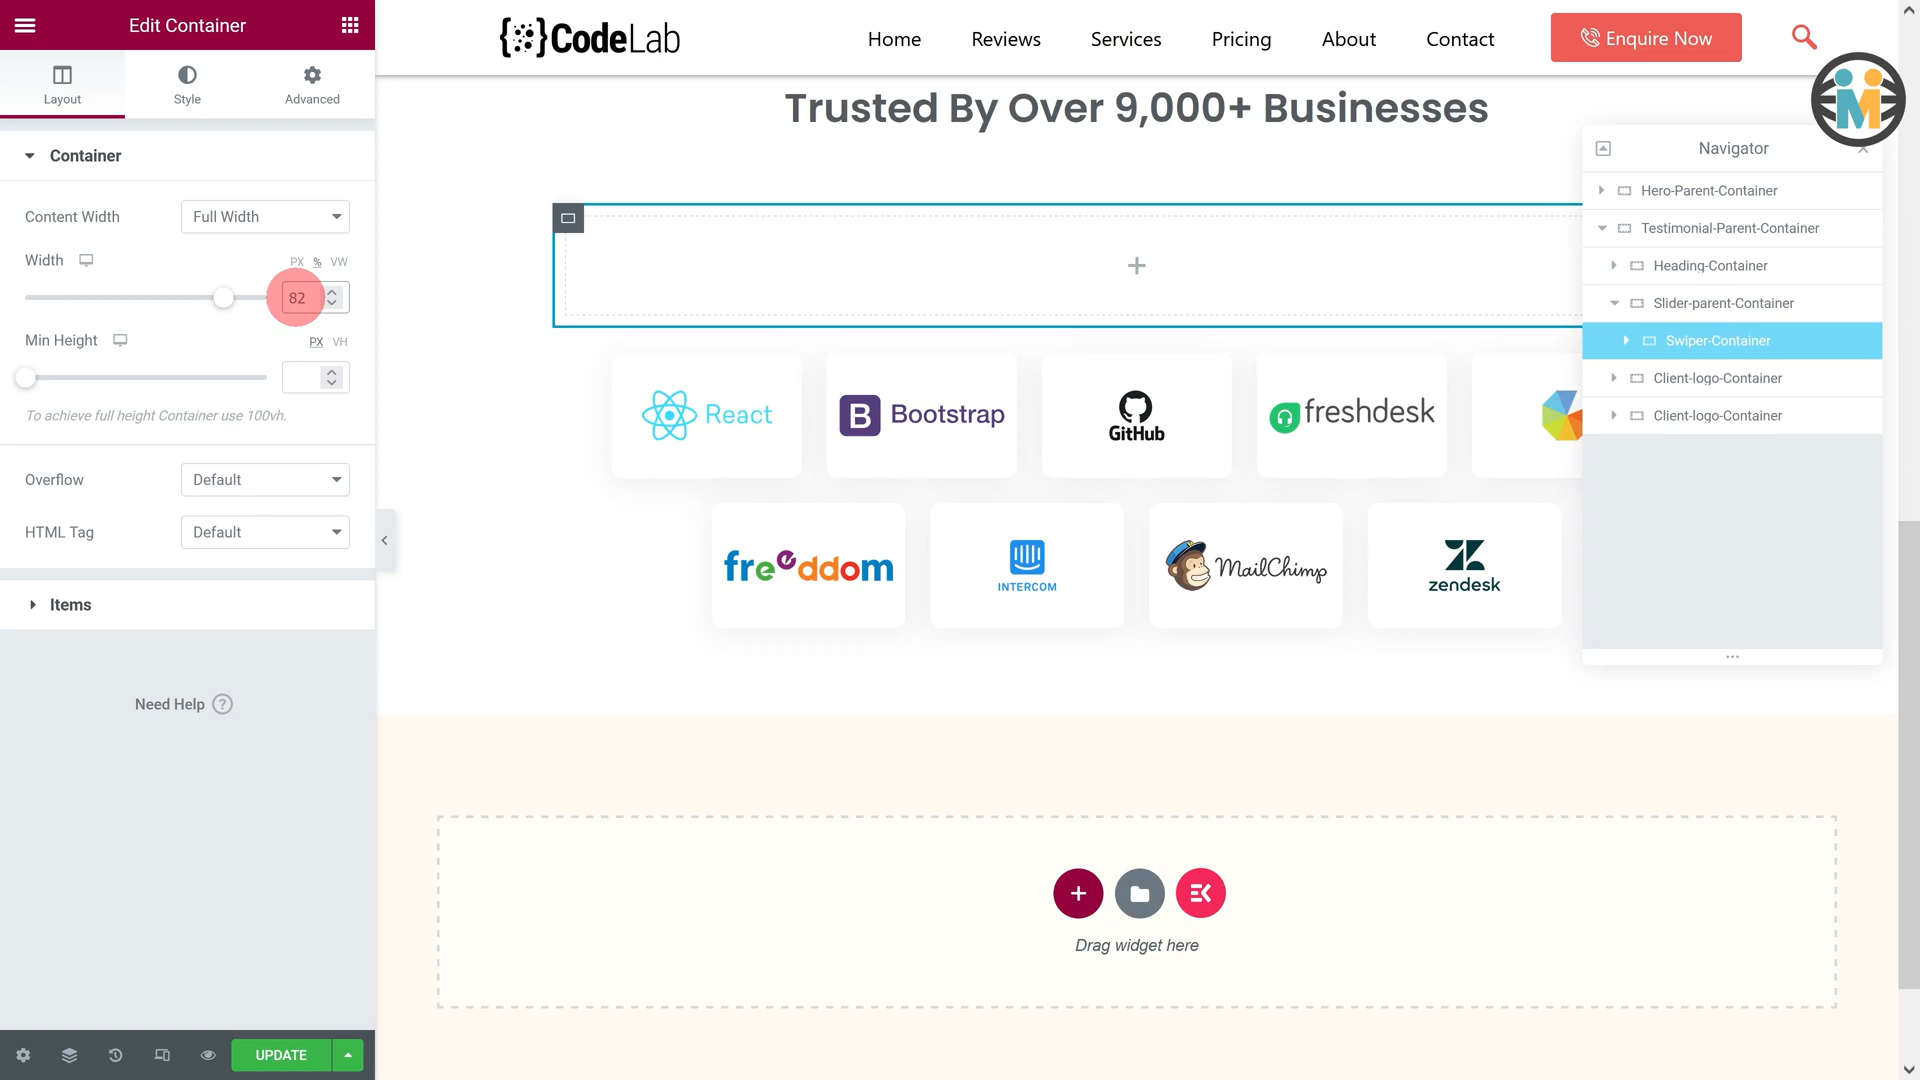 Edit Container
Layout
Style
Advanced
Container
Content Width
Full Width
Width
PX % VW
82
Min Height
PX VH
To achieve full height Container use 100vh.
Overflow
Default
HTML Tag
Default
Items
Need Help ?
UPDATE
{ }CodeLab
Home
Reviews
Services
Pricing
About
Contact
Enquire Now
M
Trusted By Over 9,000+ Businesses
React
B Bootstrap
GitHub
freshdesk
freeddom
INTERCOM
MailChimp
zendesk
Drag widget here
Navigator
Hero-Parent-Container
Testimonial-Parent-Container
Heading-Container
Slider-parent-Container
Swiper-Container
Client-logo-Container
Client-logo-Container